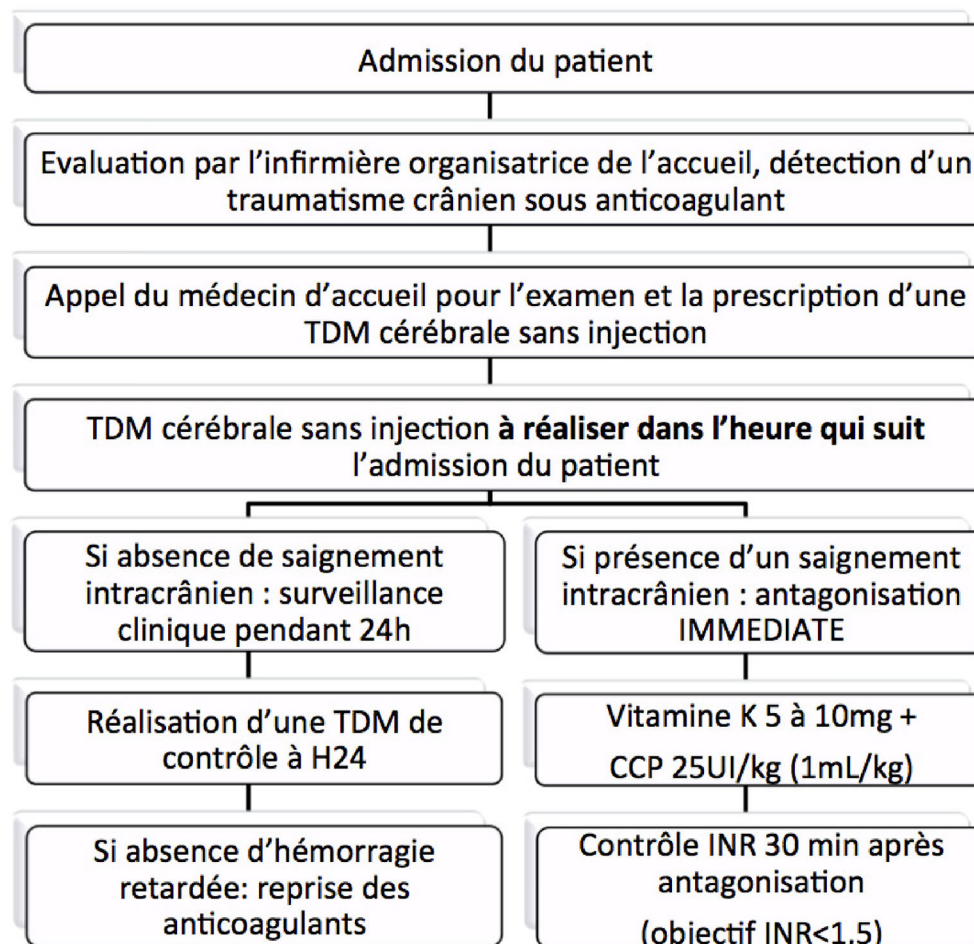 Admission du patient
Evaluation par l’infirmière organisatrice de l’accueil, détection d’un
traumatisme crânien sous anticoagulant
Appel du médecin d’accueil pour l’examen et la prescription d’une
TDM cérébrale sans injection
TDM cérébrale sans injection à réaliser dans l’heure qui suit
l’admission du patient
Si absence de saignement
intracrânien : surveillance
clinique pendant 24h
Réalisation d’une TDM de
contrôle à H24
Si absence d’hémorragie
retardée: reprise des
anticoagulants
Si présence d’un saignement
intracrânien : antagonisation
IMMEDIATE
Vitamine K 5 à 10mg +
CCP 25UI/kg (1mL/kg)
Contrôle INR 30 min après
antagonisation
(objectif INR<1.5)